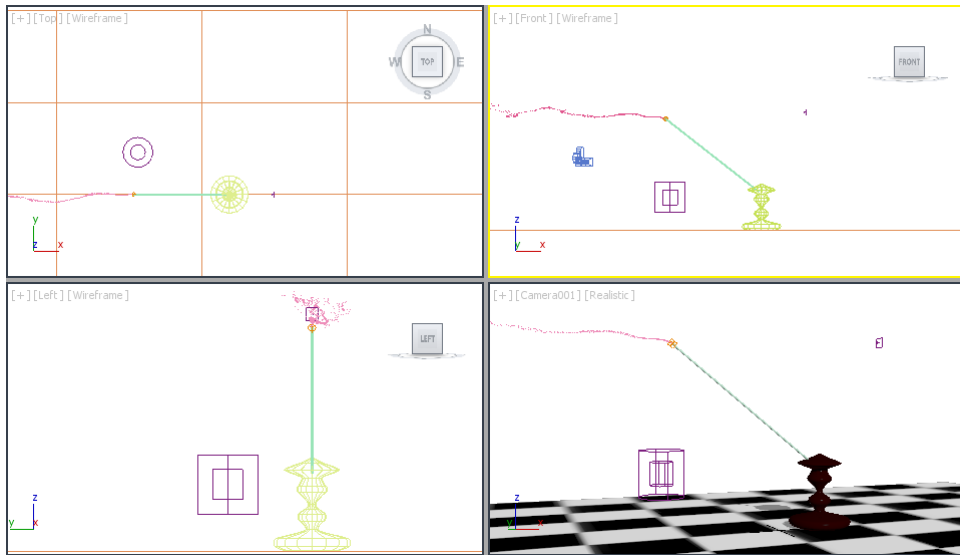 [+] [Top] [Wireframe]
N
W TOP E
S
y
z x
[+] [Front] [Wireframe]
FRONT
z
y x
[+] [Left] [Wireframe]
LEFT
z
y x
[+] [Camera001] [Realistic]
z
y x